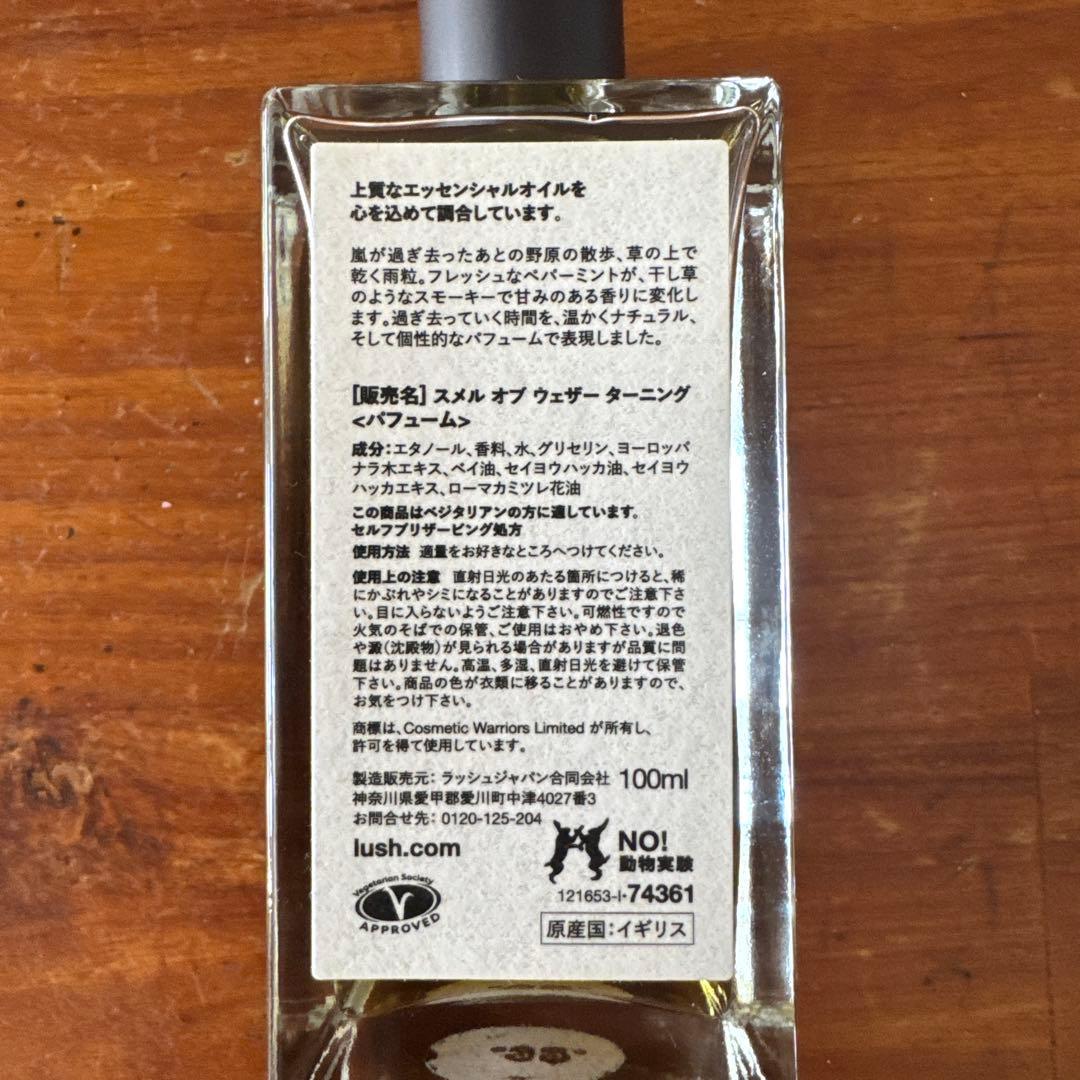 上質なエッセンシャルオイルを
心を込めて調合しています。
嵐が過ぎ去ったあとの野原の散歩、草の上で
乾く雨粒。フレッシュなペパーミントが、干し草
のようなスモーキーで甘みのある香りに変化し
ます。過ぎ去っていく時間を、温かくナチュラル、
そして個性的なパフュームで表現しました。
[販売名] スメル オブ ウェザー ターニング
<パフューム>
成分：エタノール、香料、水、グリセリン、ヨーロッパ
ナラ木エキス、ベイ油、セイヨウハッカ油、セイヨウ
ハッカエキス、ローマカミツレ花油
この商品はベジタリアンの方に適しています。
セルフプリザービング処方
使用方法 適量をお好きなところへつけてください。
使用上の注意 直射日光のあたる箇所につけると、稀
にかぶれやシミになることがありますのでご注意下さ
い。目に入らないようご注意下さい。可燃性ですので
火気のそばでの保管、ご使用はおやめ下さい。退色
や澱（沈殿物）が見られる場合がありますが品質に問
題はありません。高温、多湿、直射日光を避けて保管
下さい。商品の色が衣類に移ることがありますので、
お気をつけ下さい。
商標は、Cosmetic Warriors Limited が所有し、
許可を得て使用しています。
製造販売元：ラッシュジャパン合同会社 100ml
神奈川県愛甲郡愛川町中津4027番3
お問合せ先：0120-125-204
lush.com
NO!
動物実験
121653-I-74361
Vegetarian Society
V
APPROVED
原産国：イギリス